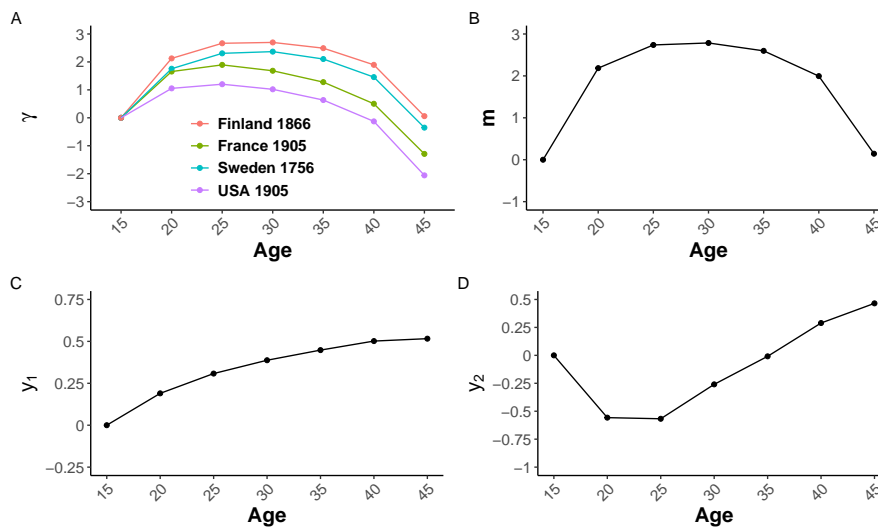 A
3
2
1
0
−1
−2
−3
γ
Finland 1866
France 1905
Sweden 1756
USA 1905
15 20 25 30 35 40 45
Age
B
3
2
1
0
−1
m
15 20 25 30 35 40 45
Age
C
0.75
0.5
0.25
0
−0.25
y₁
15 20 25 30 35 40 45
Age
D
0.5
0.25
0
−0.25
−0.5
−0.75
−1
y₂
15 20 25 30 35 40 45
Age